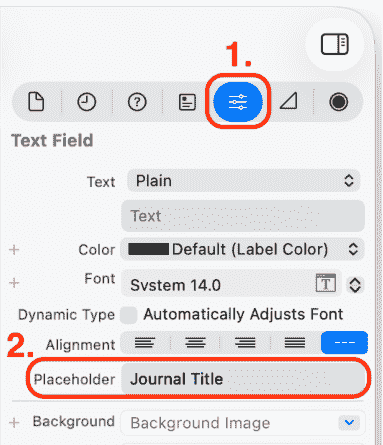 1.
Text Field
Text Plain
Text
+ Color Default (Label Color)
+ Font System 14.0 T
Dynamic Type Automatically Adjusts Font
2. Alignment ---
Placeholder Journal Title
+ Background Background Image